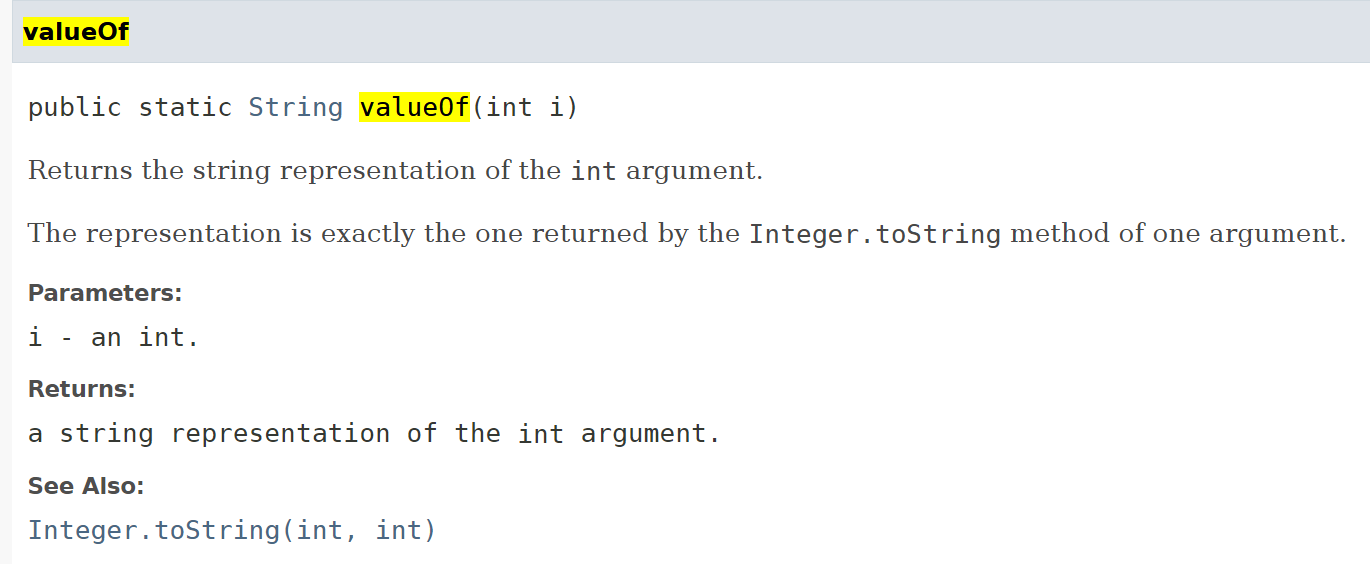 valueOf
public static String valueOf(int i)
Returns the string representation of the int argument.
The representation is exactly the one returned by the Integer.toString method of one argument.
Parameters:
i - an int.
Returns:
a string representation of the int argument.
See Also:
Integer.toString(int, int)